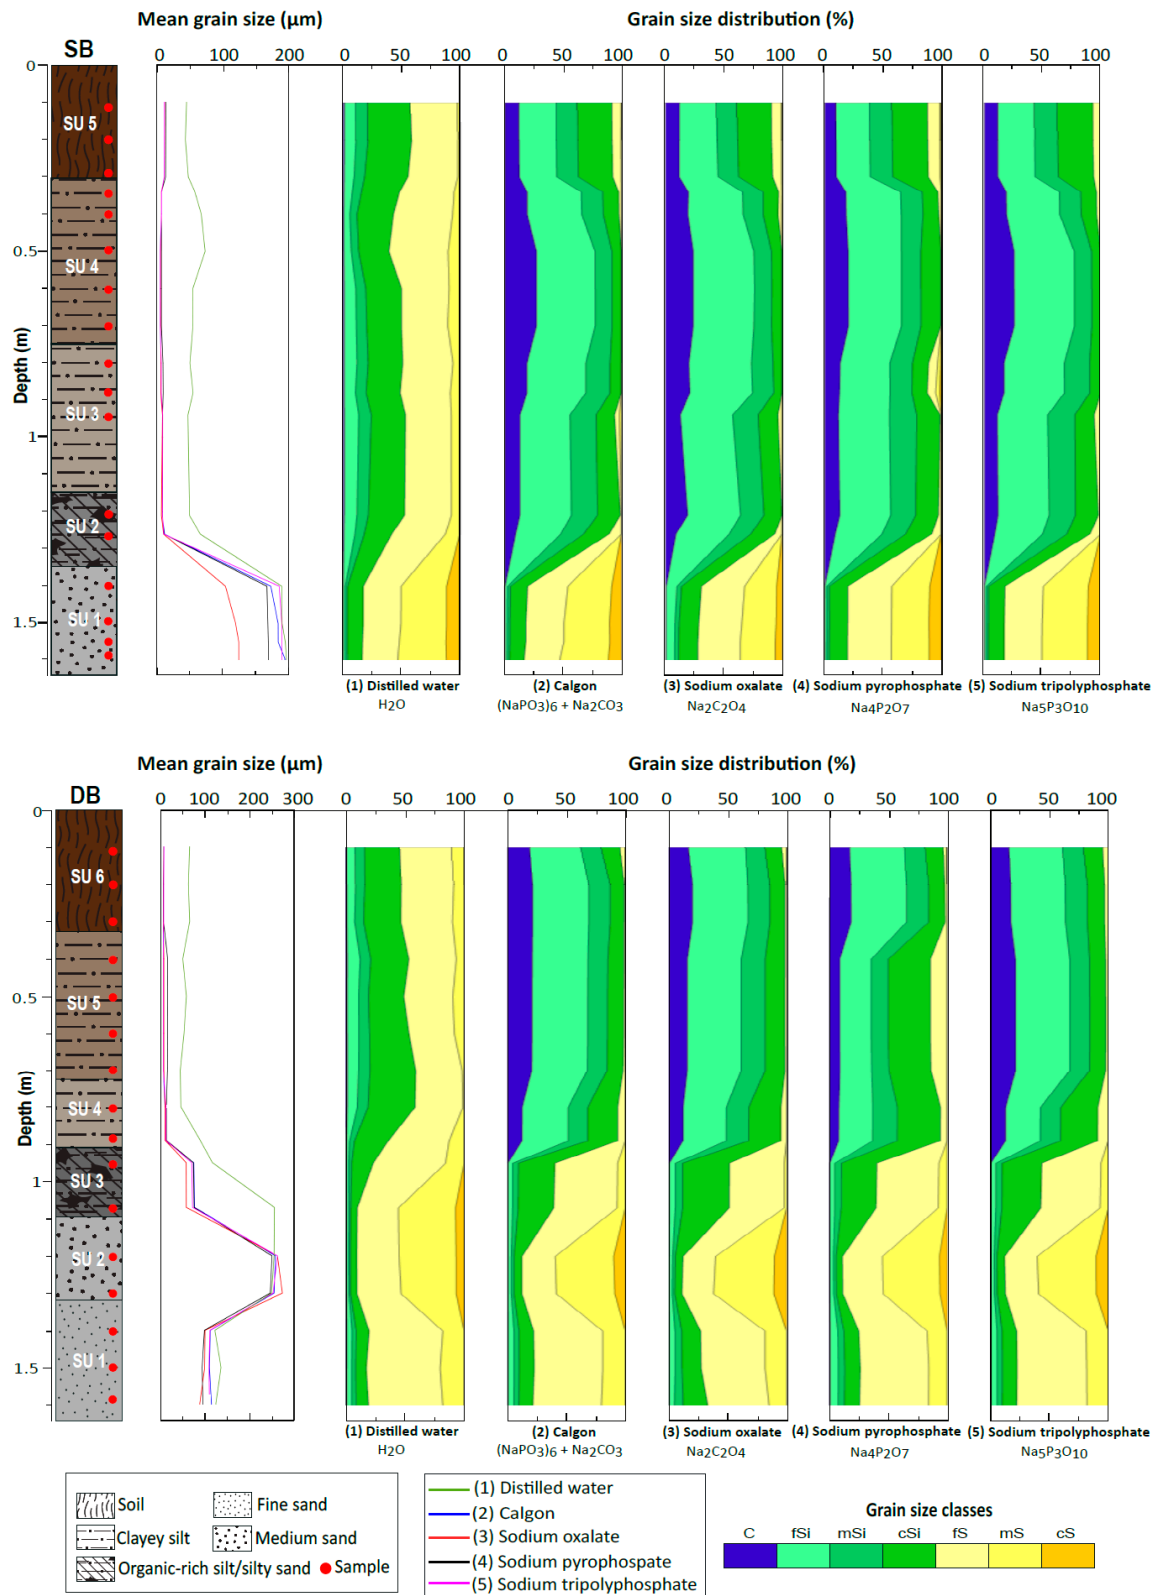 Mean grain size (µm) Grain size distribution (%)
SB
0 100 200 0 50 100 0 50 100 0 50 100 0 50 100 0 50 100
0
SU 5
0.5
SU 4
Depth (m)
SU 3
1
SU 2
SU 1
1.5
(1) Distilled water (2) Calgon (3) Sodium oxalate (4) Sodium pyrophosphate (5) Sodium tripolyphosphate
H2O (NaPO3)6 + Na2CO3 Na2C2O4 Na4P2O7 Na5P3O10
Mean grain size (µm) Grain size distribution (%)
DB
0 100 200 300 0 50 100 0 50 100 0 50 100 0 50 100 0 50 100
0
SU 6
0.5
SU 5
Depth (m)
SU 4
1
SU 3
SU 2
SU 1
1.5
(1) Distilled water (2) Calgon (3) Sodium oxalate (4) Sodium pyrophosphate (5) Sodium tripolyphosphate
H2O (NaPO3)6 + Na2CO3 Na2C2O4 Na4P2O7 Na5P3O10
Soil Fine sand
Clayey silt Medium sand
Organic-rich silt/silty sand Sample
(1) Distilled water
(2) Calgon
(3) Sodium oxalate
(4) Sodium pyrophospate
(5) Sodium tripolyphosphate
Grain size classes
C fSi mSi cSi fS mS cS